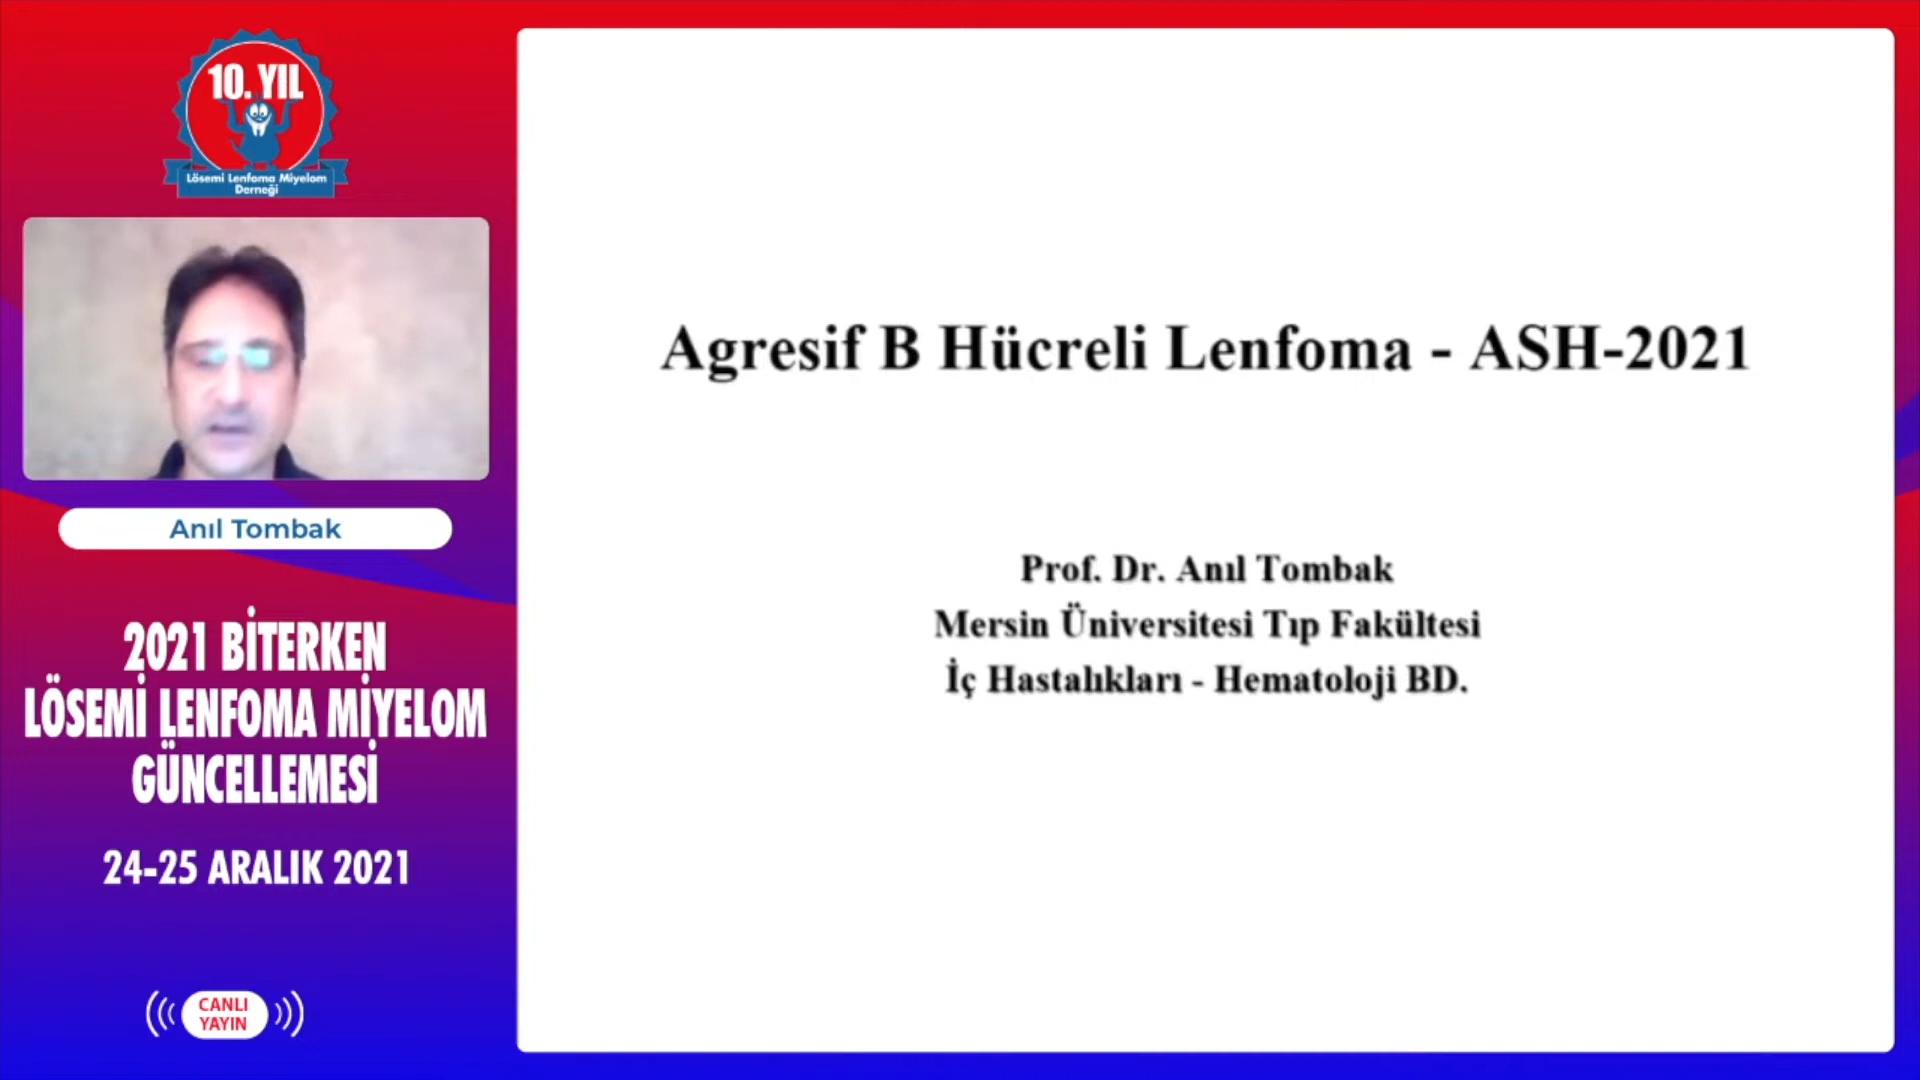 10. YIL
Lösemi Lenfoma Miyelom
Derneği
Anıl Tombak
2021 BİTERKEN
LÖSEMİ LENFOMA MİYELOM
GÜNCELLEMESİ
24-25 ARALIK 2021
CANLI
YAYIN
Agresif B Hücreli Lenfoma - ASH-2021
Prof. Dr. Anıl Tombak
Mersin Üniversitesi Tıp Fakültesi
İç Hastalıkları - Hematoloji BD.